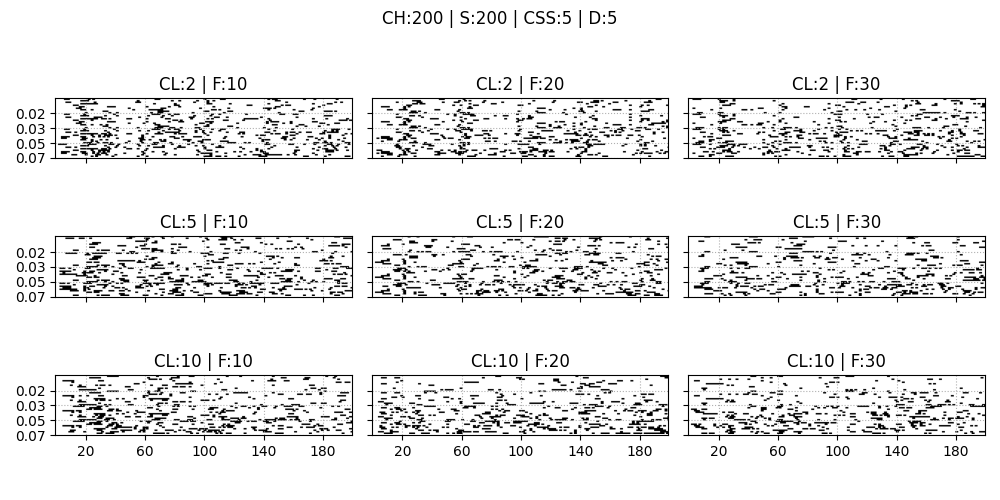 CH:200 | S:200 | CSS:5 | D:5
CL:2 | F:10
CL:2 | F:20
CL:2 | F:30
0.02
0.03
0.05
0.07
CL:5 | F:10
CL:5 | F:20
CL:5 | F:30
0.02
0.03
0.05
0.07
CL:10 | F:10
CL:10 | F:20
CL:10 | F:30
0.02
0.03
0.05
0.07
20 60 100 140 180
20 60 100 140 180
20 60 100 140 180